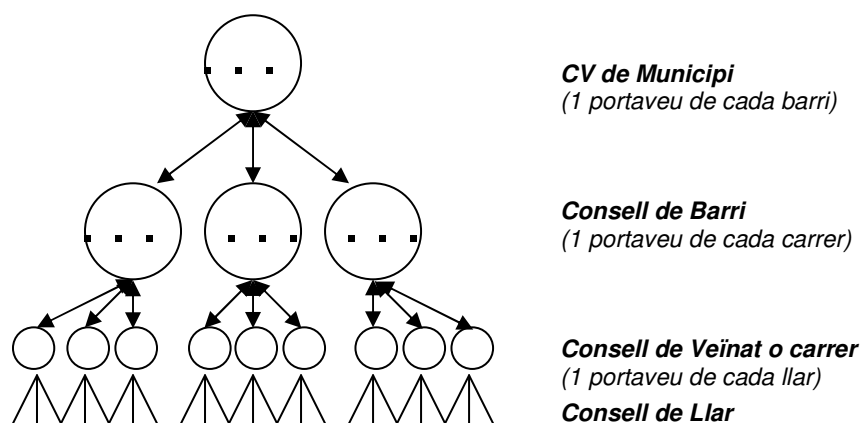 CV de Municipi
(1 portaveu de cada barri)
Consell de Barri
(1 portaveu de cada carrer)
Consell de Veïnat o carrer
(1 portaveu de cada llar)
Consell de Llar